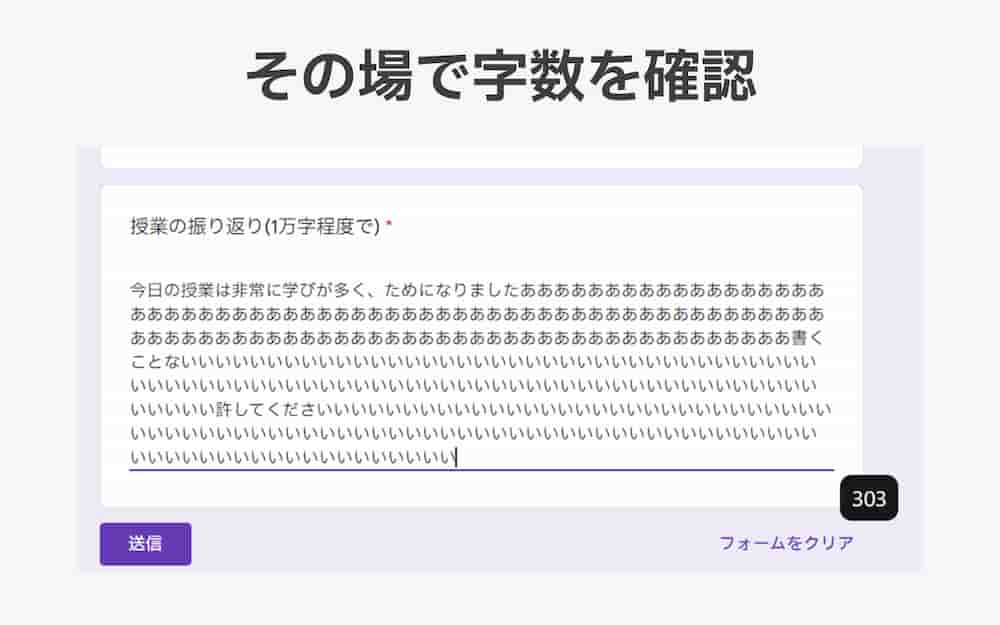 その場で字数を確認
授業の振り返り(1万字程度で) *
今日の授業は非常に学びが多く、ためになりましたああああああああああああああああああ
あああああああああああああああああああああああああああああああああああああああああ
あああああああああああああああああああああああああああああああああああああああ書く
ことないいいいいいいいいいいいいいいいいいいいいいいいいいいいいいいいいいいいい
いいいいいいいいいいいいいいいいいいいいいいいいいいいいいいいいいいいいいいいい
いいいいい許してくださいいいいいいいいいいいいいいいいいいいいいいいいいいいいい
いいいいいいいいいいいいいいいいいいいいいいいいいいいいいいいいいいいいいいいい
いいいいいいいいいいいいいいいいいいい
303
送信
フォームをクリア